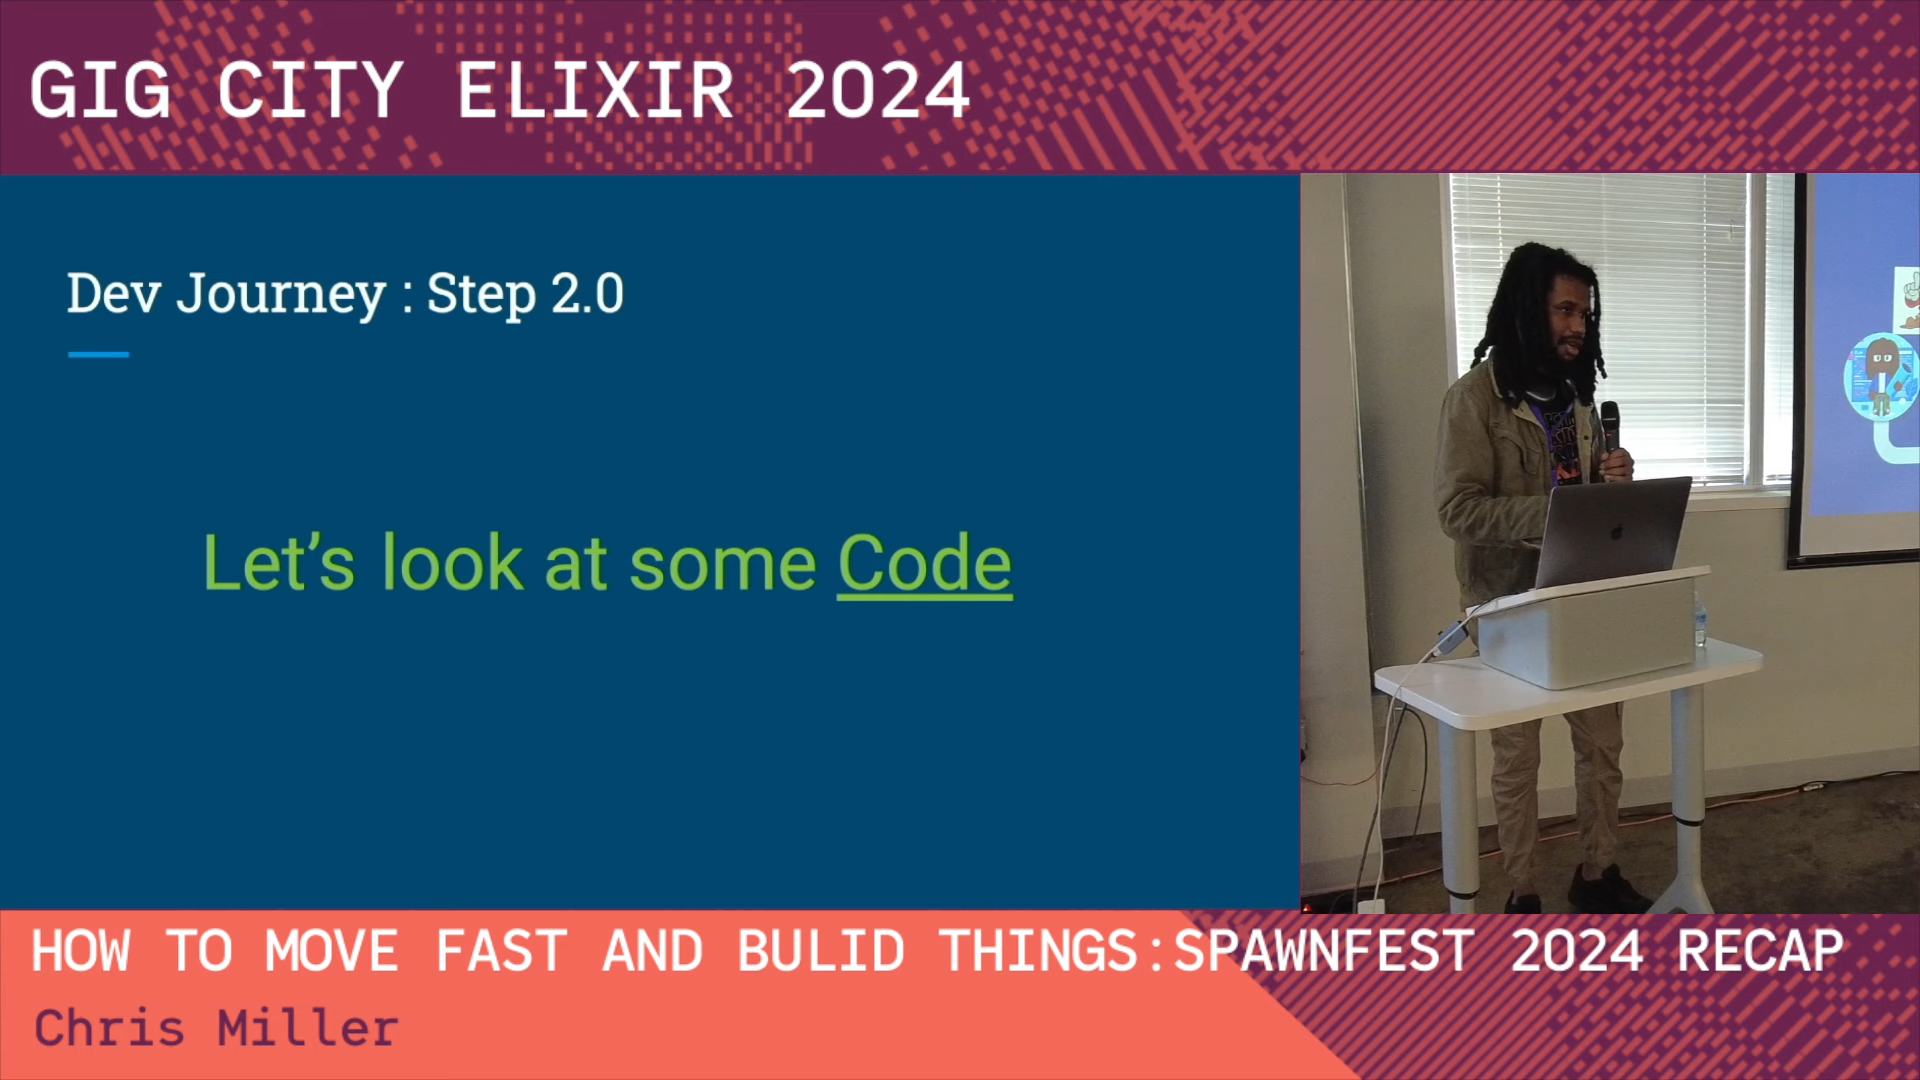 GIG CITY ELIXIR 2024
Dev Journey : Step 2.0
Let’s look at some Code
HOW TO MOVE FAST AND BULID THINGS:SPAWNFEST 2024 RECAP
Chris Miller